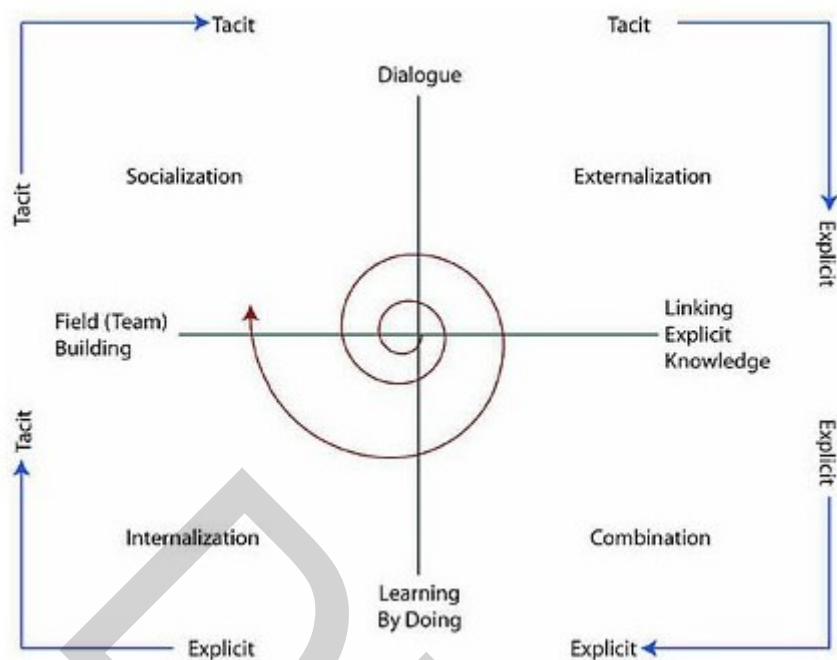 Tacit
Tacit
Dialogue
Socialization
Externalization
Tacit
Explicit
Field (Team)
Building
Linking
Explicit
Knowledge
Tacit
Explicit
Internalization
Combination
Learning
By Doing
Explicit
Explicit